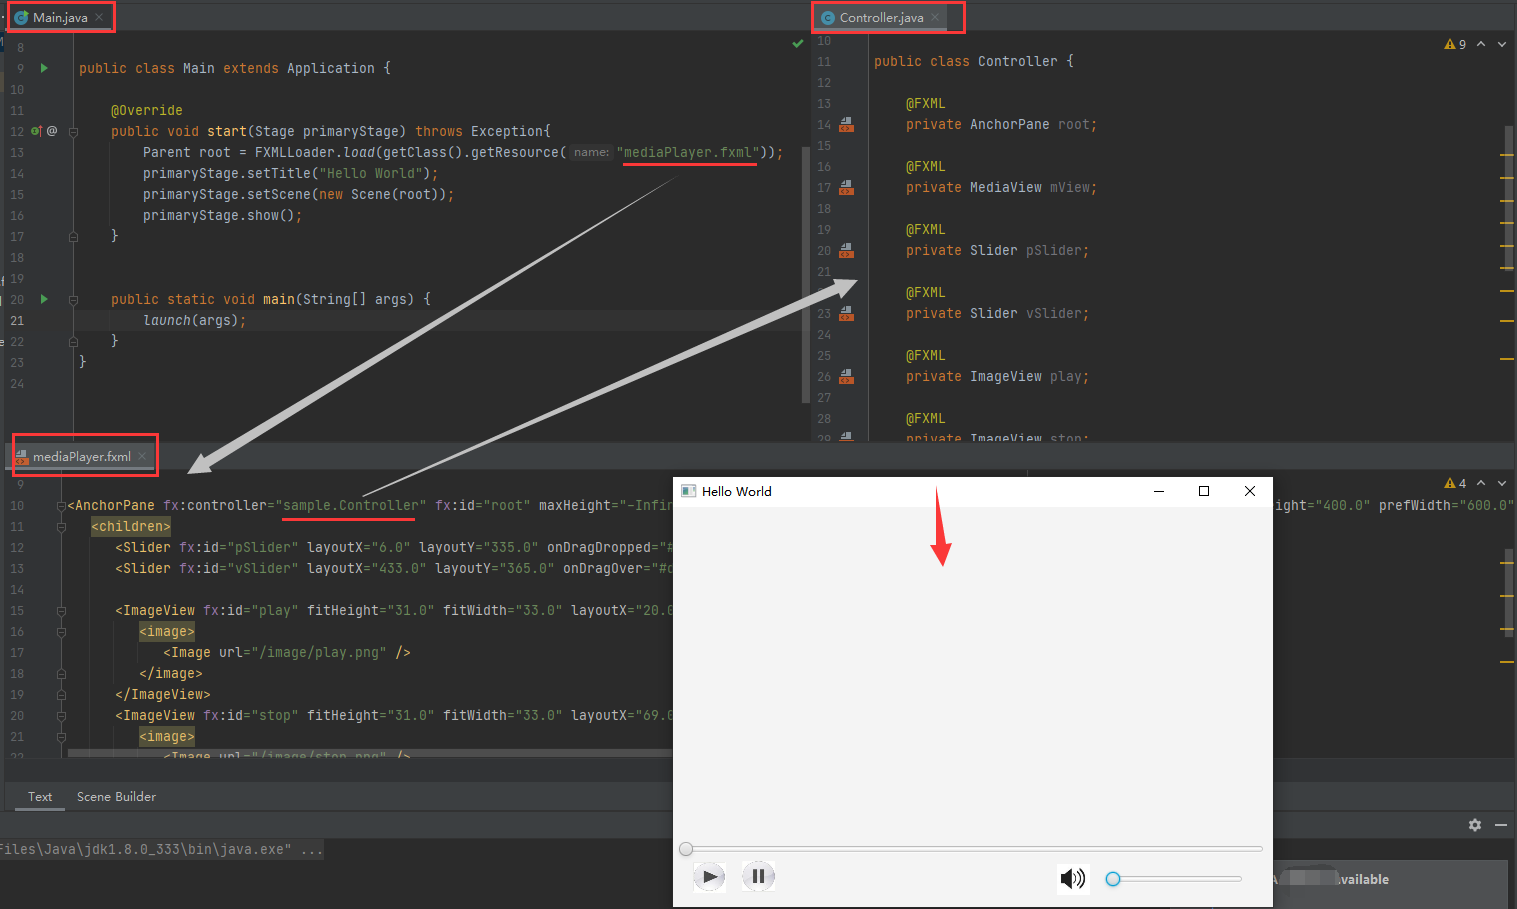 Main.java
8
9 public class Main extends Application {
10
11 @Override
12 @ public void start(Stage primaryStage) throws Exception{
13 Parent root = FXMLLoader.load(getClass().getResource( name: "mediaPlayer.fxml"));
14 primaryStage.setTitle("Hello World");
15 primaryStage.setScene(new Scene(root));
16 primaryStage.show();
17 }
18
19
20 public static void main(String[] args) {
21 launch(args);
22 }
23 }
24
Controller.java
9
10
11 public class Controller {
12
13 @FXML
14 private AnchorPane root;
15
16 @FXML
17 private MediaView mView;
18
19 @FXML
20 private Slider pSlider;
21
22 @FXML
23 private Slider vSlider;
24
25 @FXML
26 private ImageView play;
27
28 @FXML
29 private ImageView stop;
mediaPlayer.fxml
4
9
10 <AnchorPane fx:controller="sample.Controller" fx:id="root" maxHeight="-Infin ight="400.0" prefWidth="600.0"
11 <children>
12 <Slider fx:id="pSlider" layoutX="6.0" layoutY="335.0" onDragDropped="#
13 <Slider fx:id="vSlider" layoutX="433.0" layoutY="365.0" onDragOver="#
14
15 <ImageView fx:id="play" fitHeight="31.0" fitWidth="33.0" layoutX="20.0
16 <image>
17 <Image url="/image/play.png" />
18 </image>
19 </ImageView>
20 <ImageView fx:id="stop" fitHeight="31.0" fitWidth="33.0" layoutX="69.0
21 <image>
22 <Image url="/image/stop.png" />
Text Scene Builder
Files\Java\jdk1.8.0_333\bin\java.exe" ...
Hello World
vailable